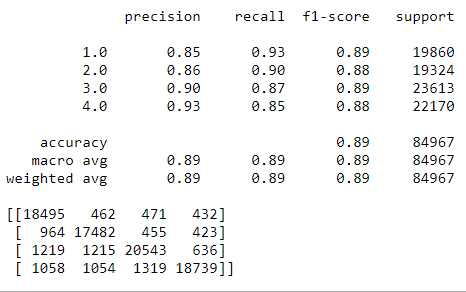 precision recall f1-score support
1.0 0.85 0.93 0.89 19860
2.0 0.86 0.90 0.88 19324
3.0 0.90 0.87 0.89 23613
4.0 0.93 0.85 0.88 22170
accuracy 0.89 84967
macro avg 0.89 0.89 0.89 84967
weighted avg 0.89 0.89 0.89 84967
[[18495 462 471 432]
[ 964 17482 455 423]
[ 1219 1215 20543 636]
[ 1058 1054 1319 18739]]